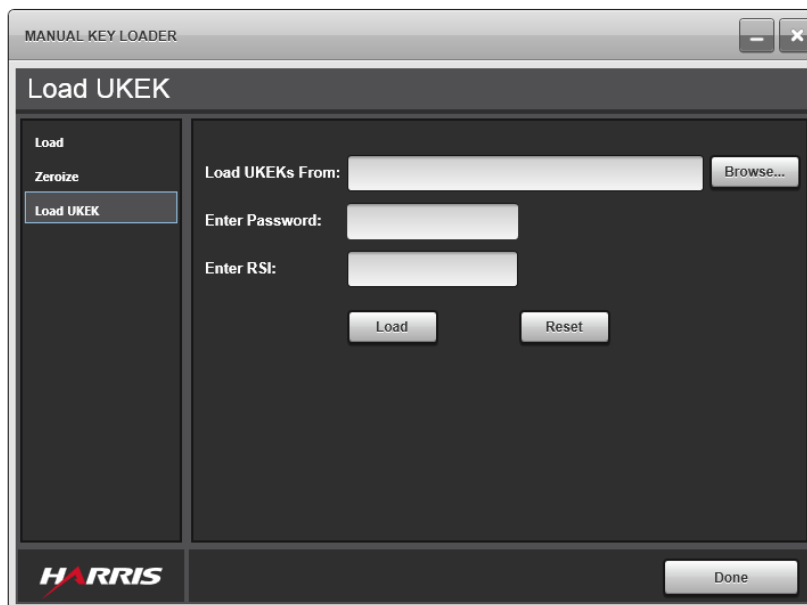 MANUAL KEY LOADER
Load UKEK
Load
Zeroize
Load UKEK
Load UKEKs From:
Browse...
Enter Password:
Enter RSI:
Load
Reset
HARRIS
Done